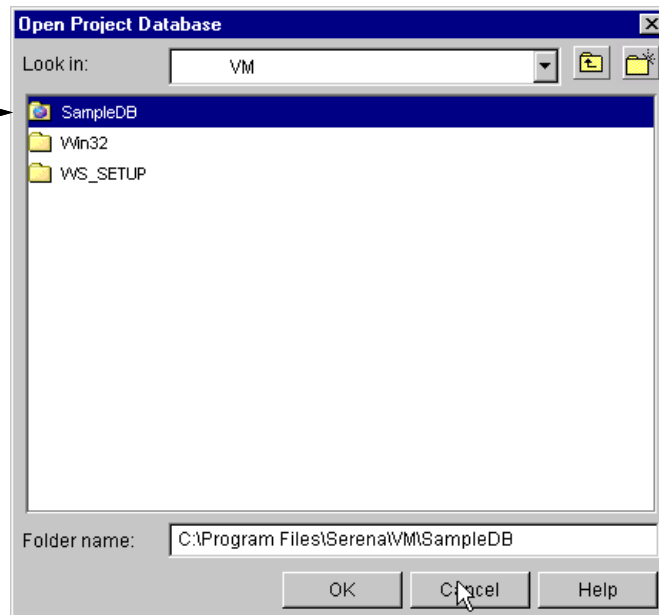 Open Project Database
Look in: VM
SampleDB
Win32
WS_SETUP
Folder name: C:\Program Files\Serena\VM\SampleDB
OK Cancel Help